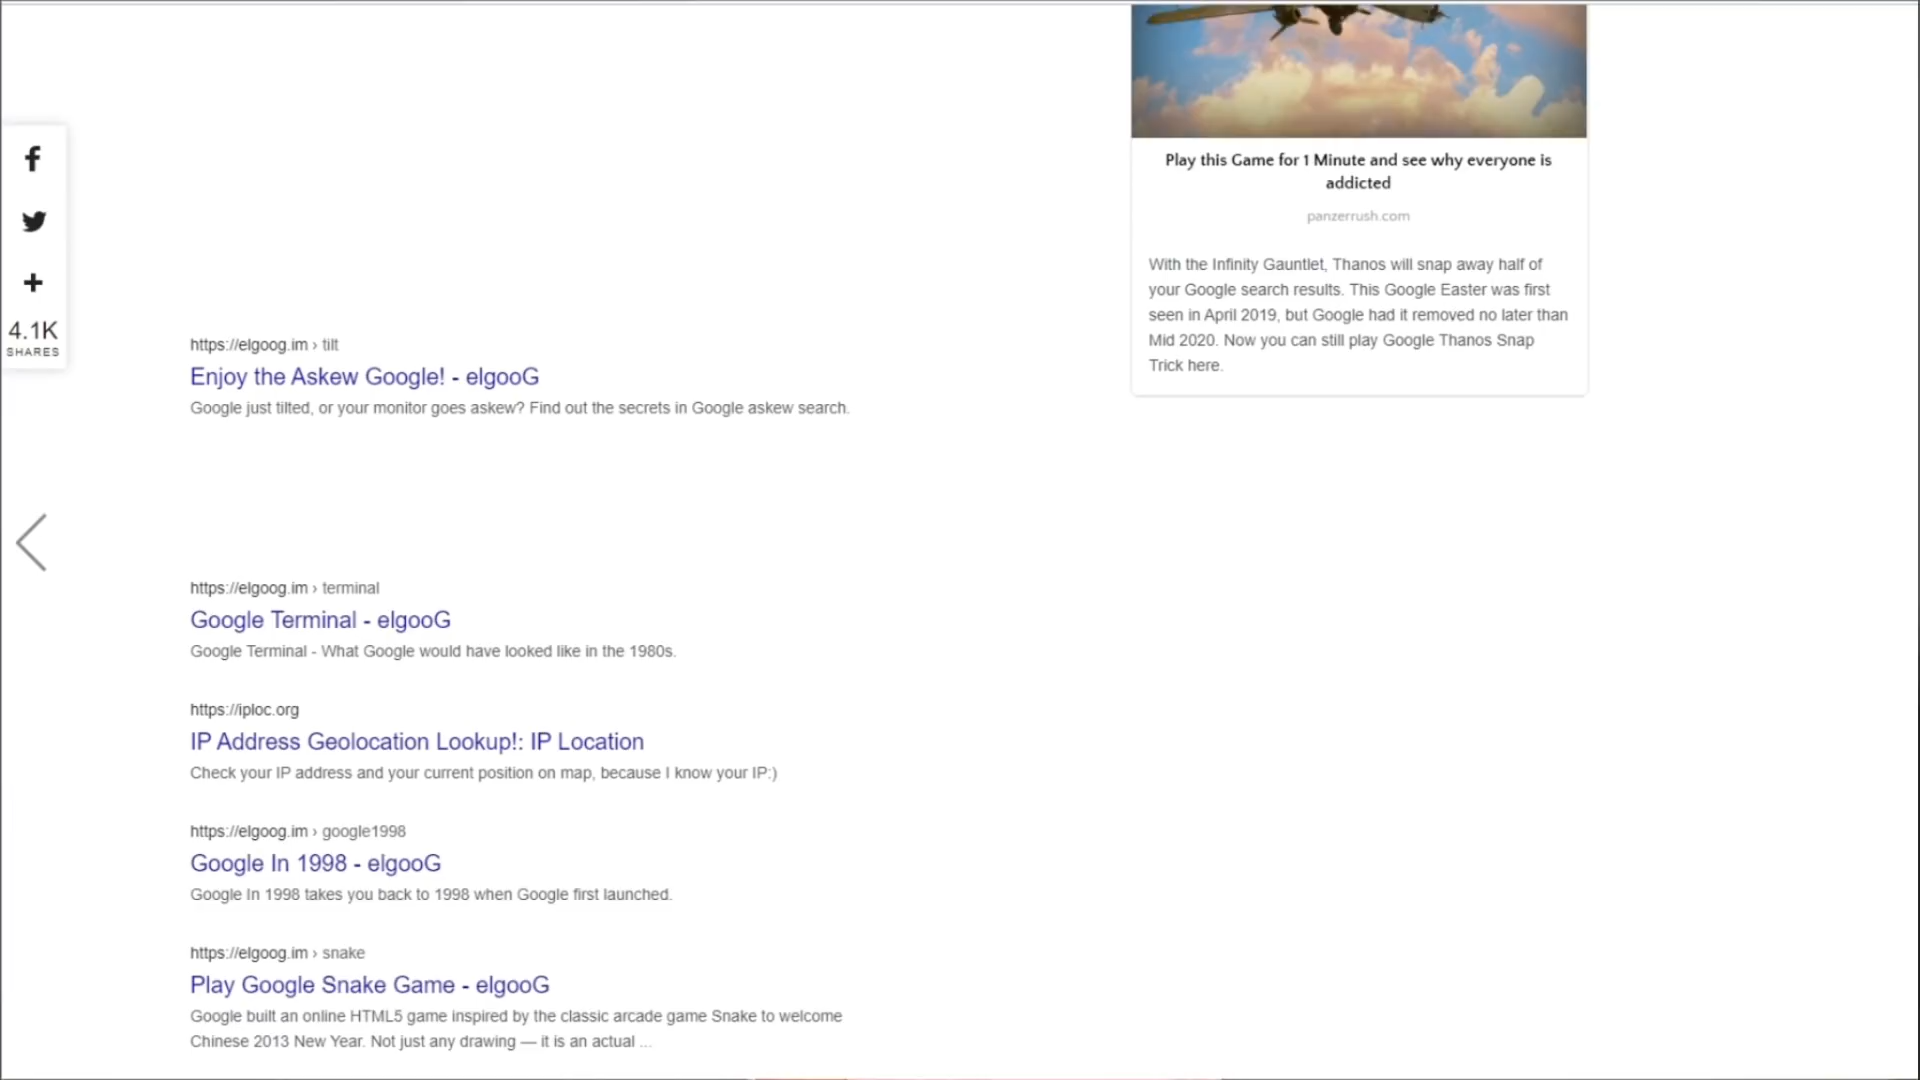 4.1K
SHARES
https://elgoog.im › tilt
Enjoy the Askew Google! - elgooG
Google just tilted, or your monitor goes askew? Find out the secrets in Google askew search.
https://elgoog.im › terminal
Google Terminal - elgooG
Google Terminal - What Google would have looked like in the 1980s.
https://iploc.org
IP Address Geolocation Lookup!: IP Location
Check your IP address and your current position on map, because I know your IP:)
https://elgoog.im › google1998
Google In 1998 - elgooG
Google In 1998 takes you back to 1998 when Google first launched.
https://elgoog.im › snake
Play Google Snake Game - elgooG
Google built an online HTML5 game inspired by the classic arcade game Snake to welcome
Chinese 2013 New Year. Not just any drawing — it is an actual ...
Play this Game for 1 Minute and see why everyone is
addicted
panzerrush.com
With the Infinity Gauntlet, Thanos will snap away half of
your Google search results. This Google Easter was first
seen in April 2019, but Google had it removed no later than
Mid 2020. Now you can still play Google Thanos Snap
Trick here.